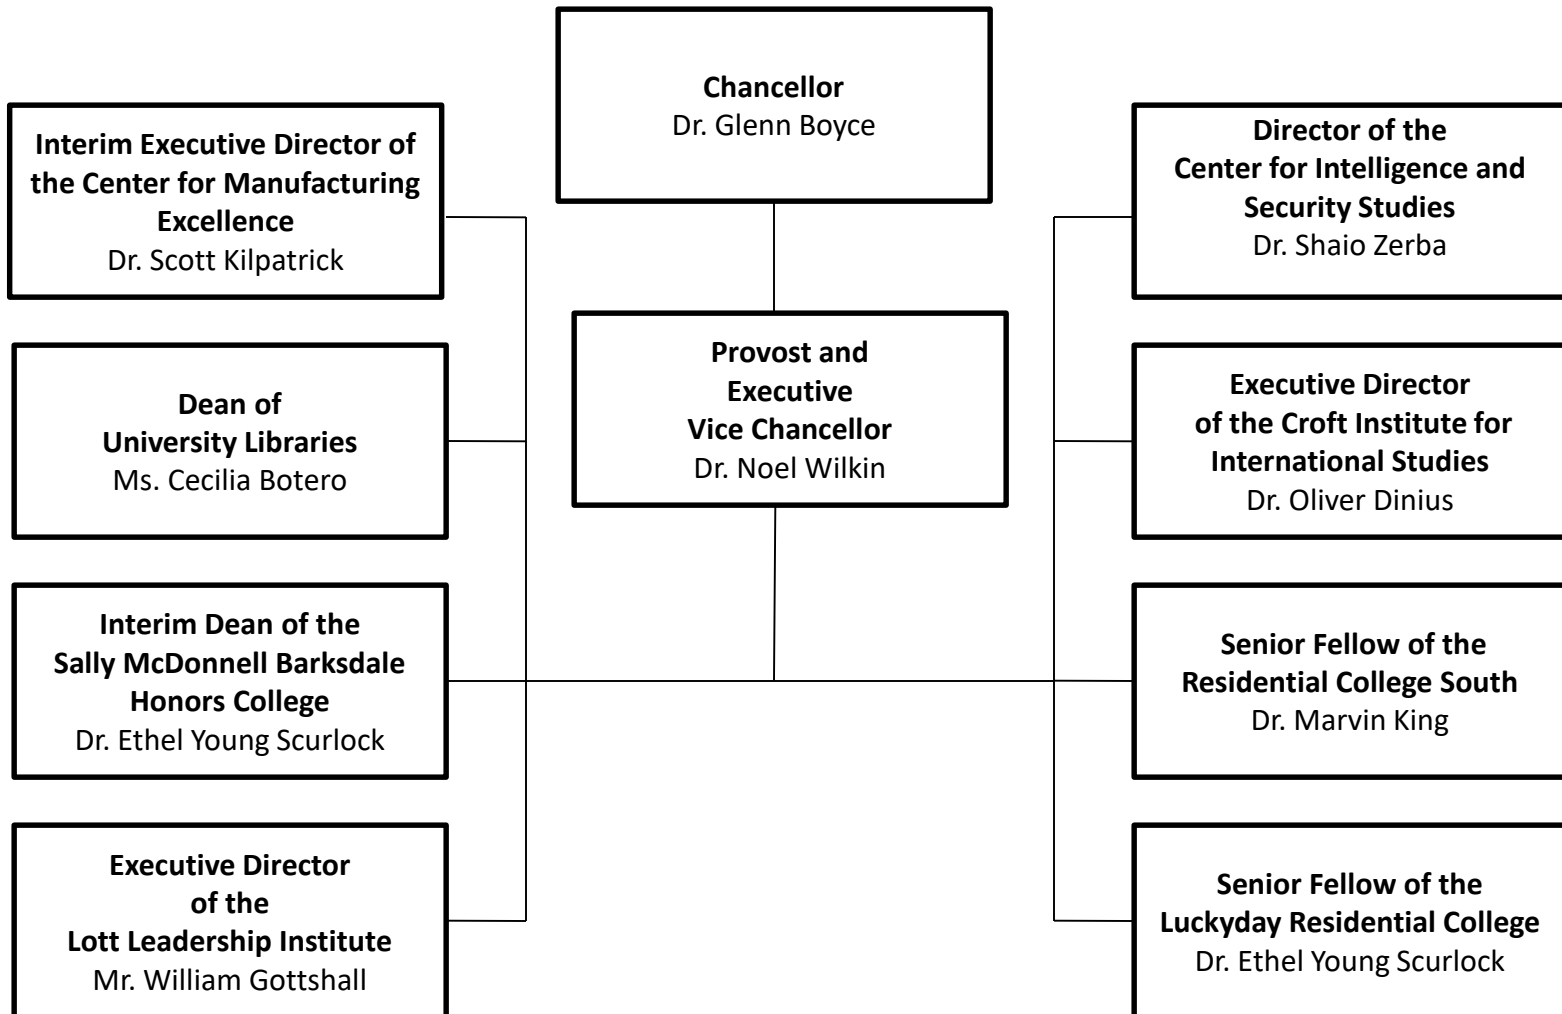 Chancellor
Dr. Glenn Boyce
Interim Executive Director of
the Center for Manufacturing
Excellence
Dr. Scott Kilpatrick
Director of the
Center for Intelligence and
Security Studies
Dr. Shaio Zerba
Provost and
Executive
Vice Chancellor
Dr. Noel Wilkin
Dean of
University Libraries
Ms. Cecilia Botero
Executive Director
of the Croft Institute for
International Studies
Dr. Oliver Dinius
Interim Dean of the
Sally McDonnell Barksdale
Honors College
Dr. Ethel Young Scurlock
Senior Fellow of the
Residential College South
Dr. Marvin King
Executive Director
of the
Lott Leadership Institute
Mr. William Gottshall
Senior Fellow of the
Luckyday Residential College
Dr. Ethel Young Scurlock